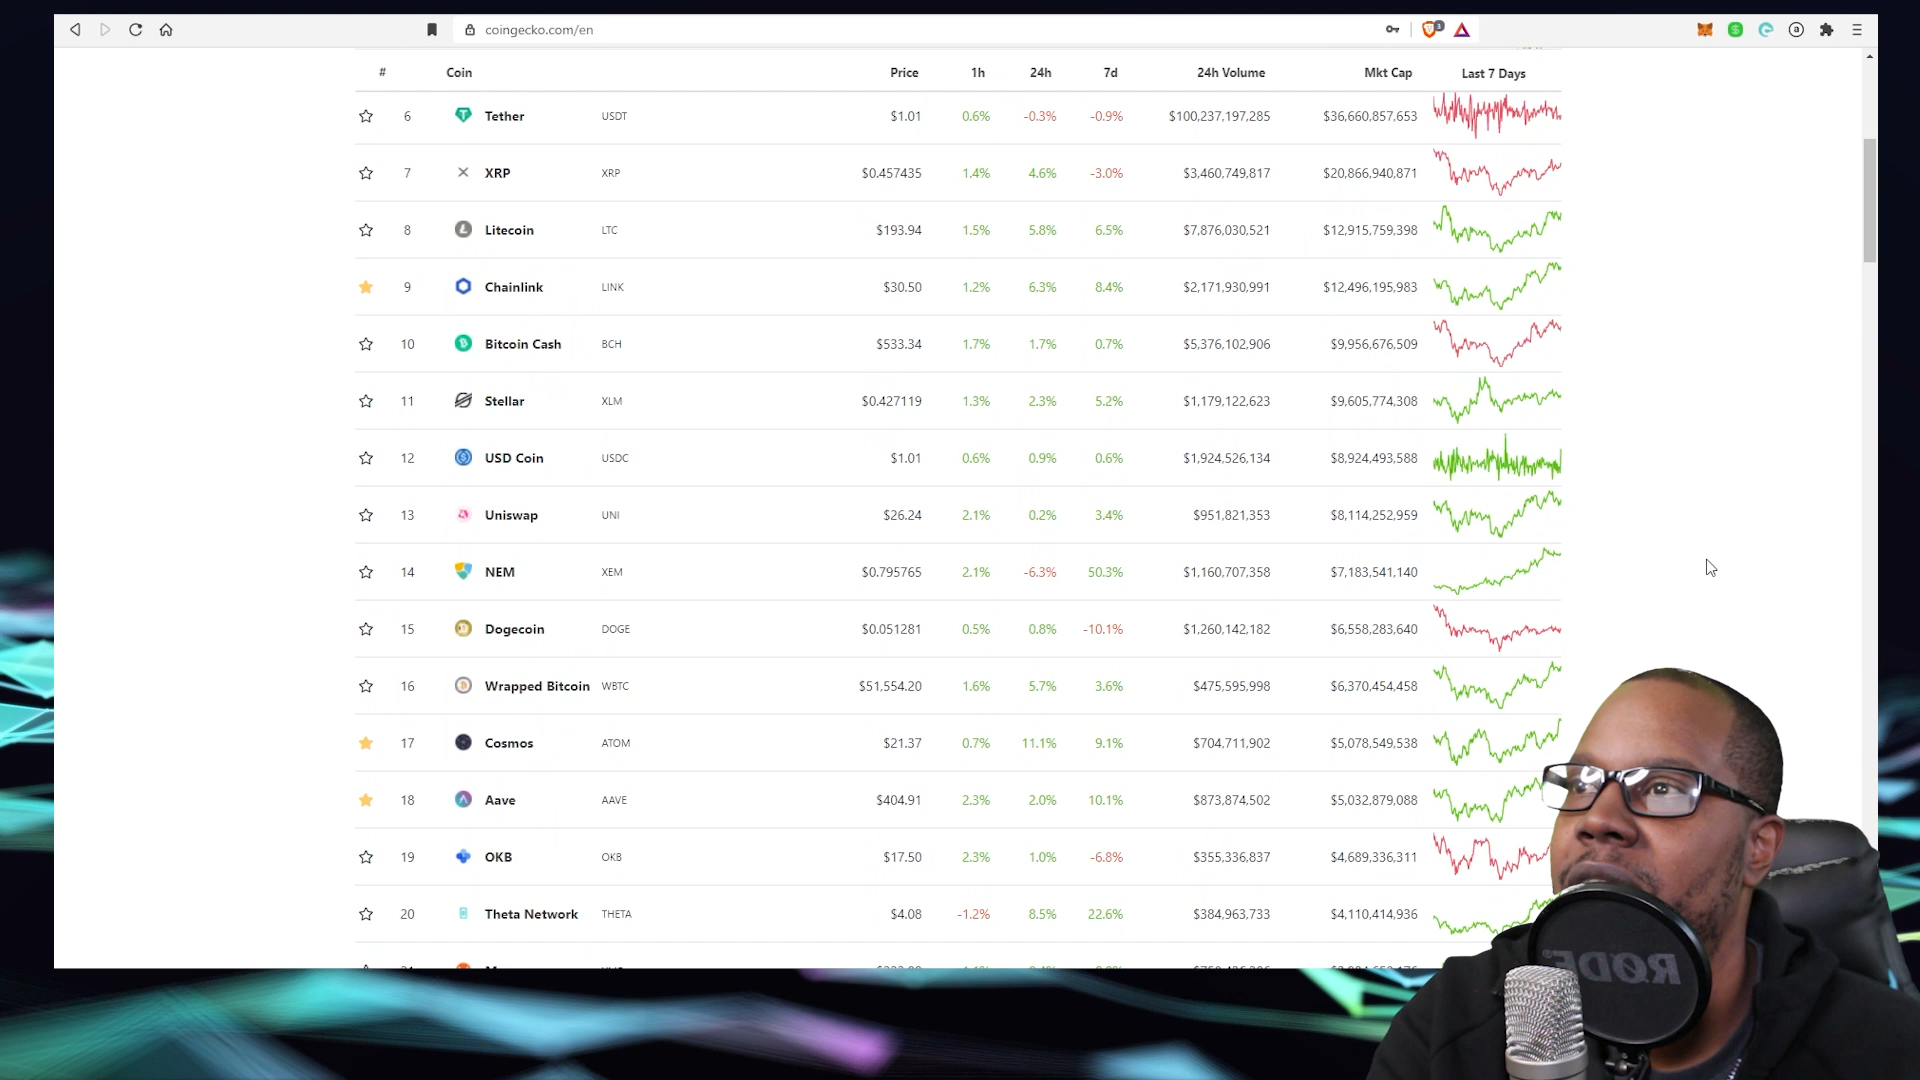 coingecko.com/en
# Coin Price 1h 24h 7d 24h Volume Mkt Cap Last 7 Days
6 Tether USDT $1.01 0.6% -0.3% -0.9% $100,237,197,285 $36,660,857,653
7 XRP XRP $0.457435 1.4% 4.6% -3.0% $3,460,749,817 $20,866,940,871
8 Litecoin LTC $193.94 1.5% 5.8% 6.5% $7,876,030,521 $12,915,759,398
9 Chainlink LINK $30.50 1.2% 6.3% 8.4% $2,171,930,991 $12,496,195,983
10 Bitcoin Cash BCH $533.34 1.7% 1.7% 0.7% $5,376,102,906 $9,956,676,509
11 Stellar XLM $0.427119 1.3% 2.3% 5.2% $1,179,122,623 $9,605,774,308
12 USD Coin USDC $1.01 0.6% 0.9% 0.6% $1,924,526,134 $8,924,493,588
13 Uniswap UNI $26.24 2.1% 0.2% 3.4% $951,821,353 $8,114,252,959
14 NEM XEM $0.795765 2.1% -6.3% 50.3% $1,160,707,358 $7,183,541,140
15 Dogecoin DOGE $0.051281 0.5% 0.8% -10.1% $1,260,142,182 $6,558,283,640
16 Wrapped Bitcoin WBTC $51,554.20 1.6% 5.7% 3.6% $475,595,998 $6,370,454,458
17 Cosmos ATOM $21.37 0.7% 11.1% 9.1% $704,711,902 $5,078,549,538
18 Aave AAVE $404.91 2.3% 2.0% 10.1% $873,874,502 $5,032,879,088
19 OKB OKB $17.50 2.3% 1.0% -6.8% $355,336,837 $4,689,336,311
20 Theta Network THETA $4.08 -1.2% 8.5% 22.6% $384,963,733 $4,110,414,936
RØDE